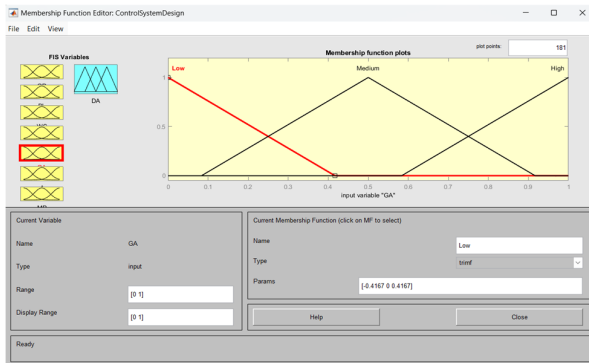 Membership Function Editor: ControlSystemDesign
File Edit View
FIS Variables
DA
Membership function plots
plot points:
181
Low
Medium
High
1
0.5
0
0 0.1 0.2 0.3 0.4 0.5 0.6 0.7 0.8 0.9 1
input variable "GA"
Current Variable
Name GA
Type input
Range [0 1]
Display Range [0 1]
Current Membership Function (click on MF to select)
Name Low
Type trimf
Params [-0.4167 0 0.4167]
Help
Close
Ready